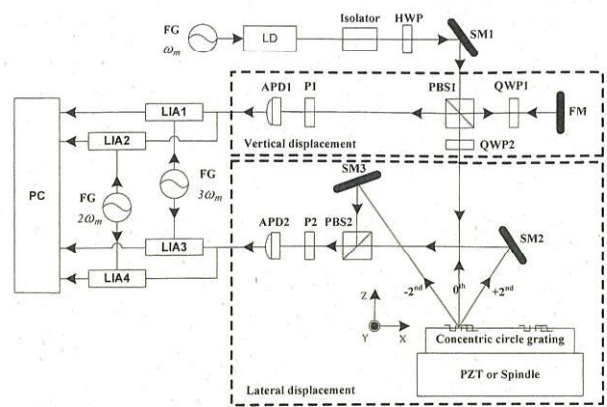 FG
ωm
LD
Isolator
HWP
SM1
APD1
P1
PBS1
QWP1
FM
LIA1
LIA2
QWP2
Vertical displacement
PC
FG
2ωm
FG
3ωm
SM3
APD2
P2
PBS2
SM2
LIA3
LIA4
-2nd
0th
+2nd
Z
Y
X
Concentric circle grating
PZT or Spindle
Lateral displacement